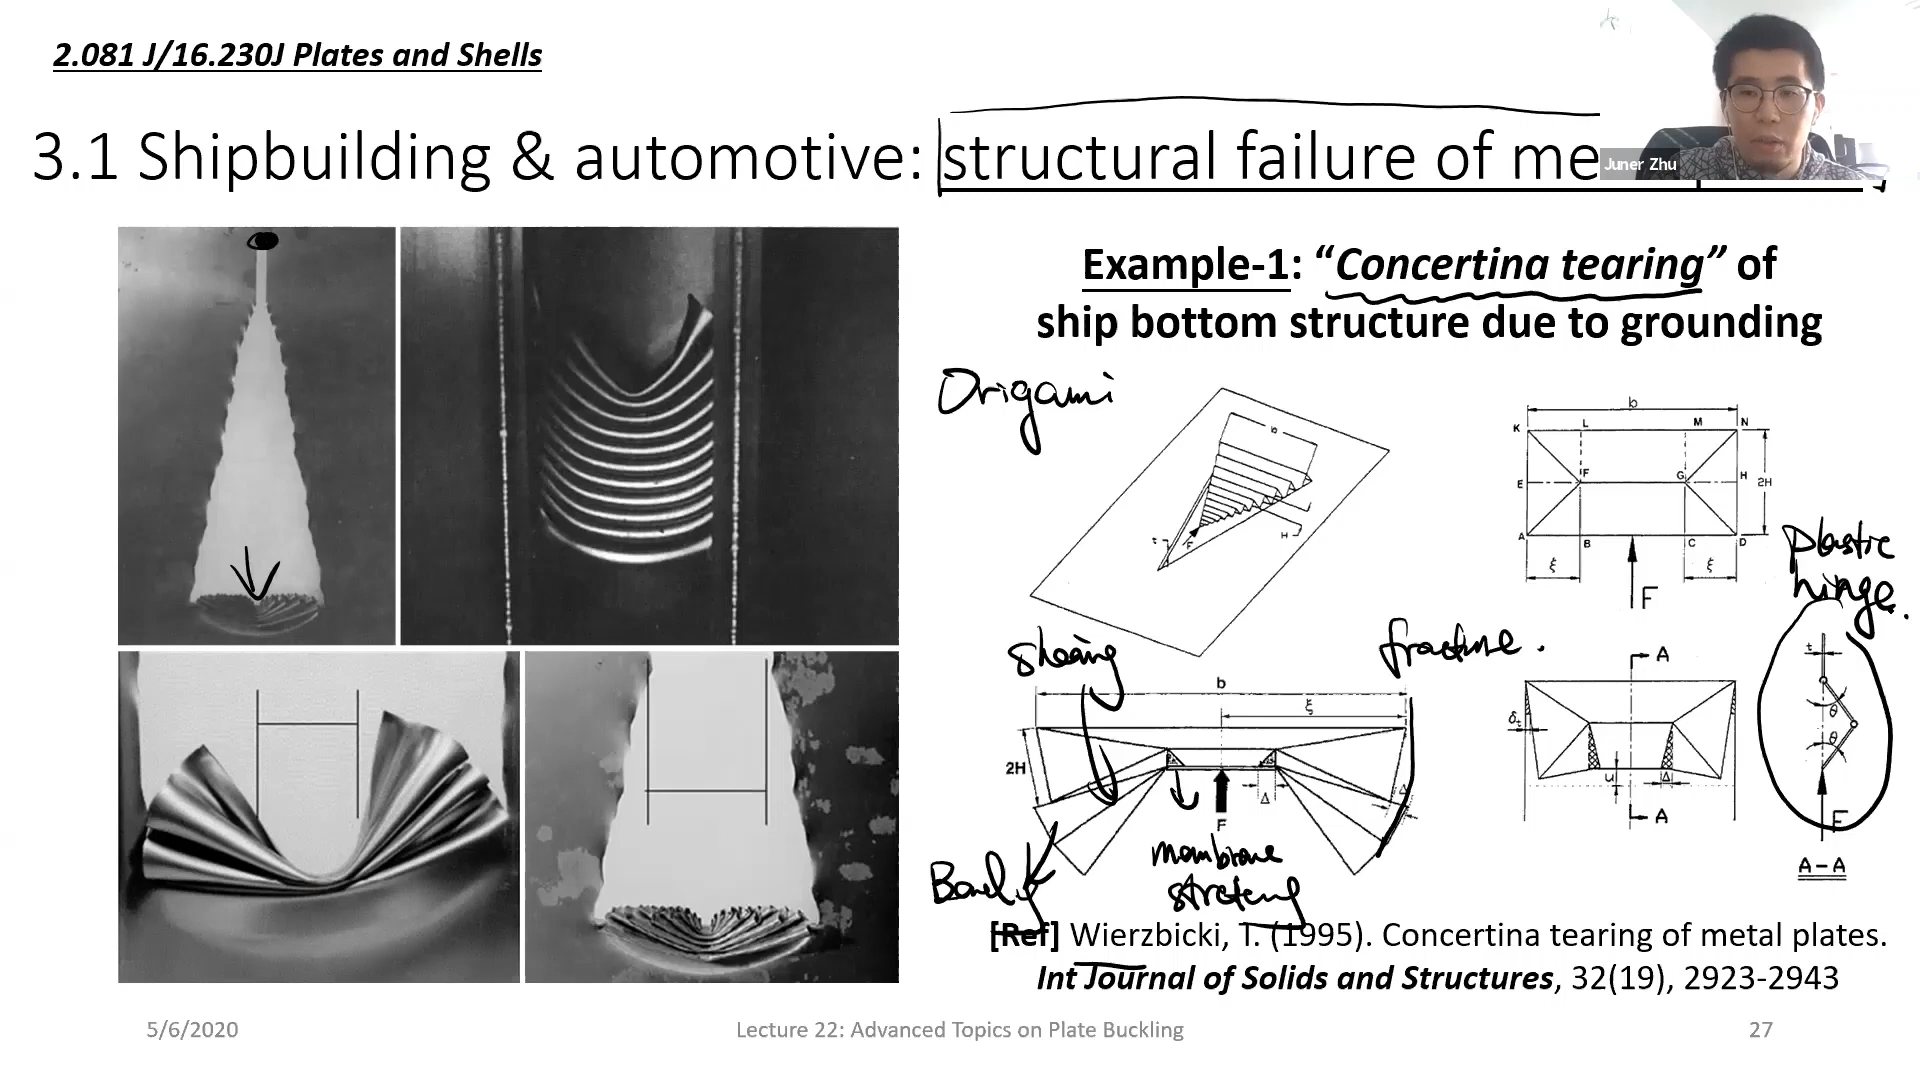 2.081 J/16.230J Plates and Shells
3.1 Shipbuilding & automotive: structural failure of me
Juner Zhu
Example-1: “Concertina tearing” of
ship bottom structure due to grounding
Origami
b
K L M N
E F G H 2H
A B C D
ξ ξ
F
plastic
hinge.
shearing
fracture.
b
ξ
2H
Δ
F
A
δt
u Δ
A
t
θ
θ
F
A-A
membrane
Bending
[Ref] Wierzbicki, T. (1995). Concertina tearing of metal plates.
Int Journal of Solids and Structures, 32(19), 2923-2943
5/6/2020
Lecture 22: Advanced Topics on Plate Buckling
27